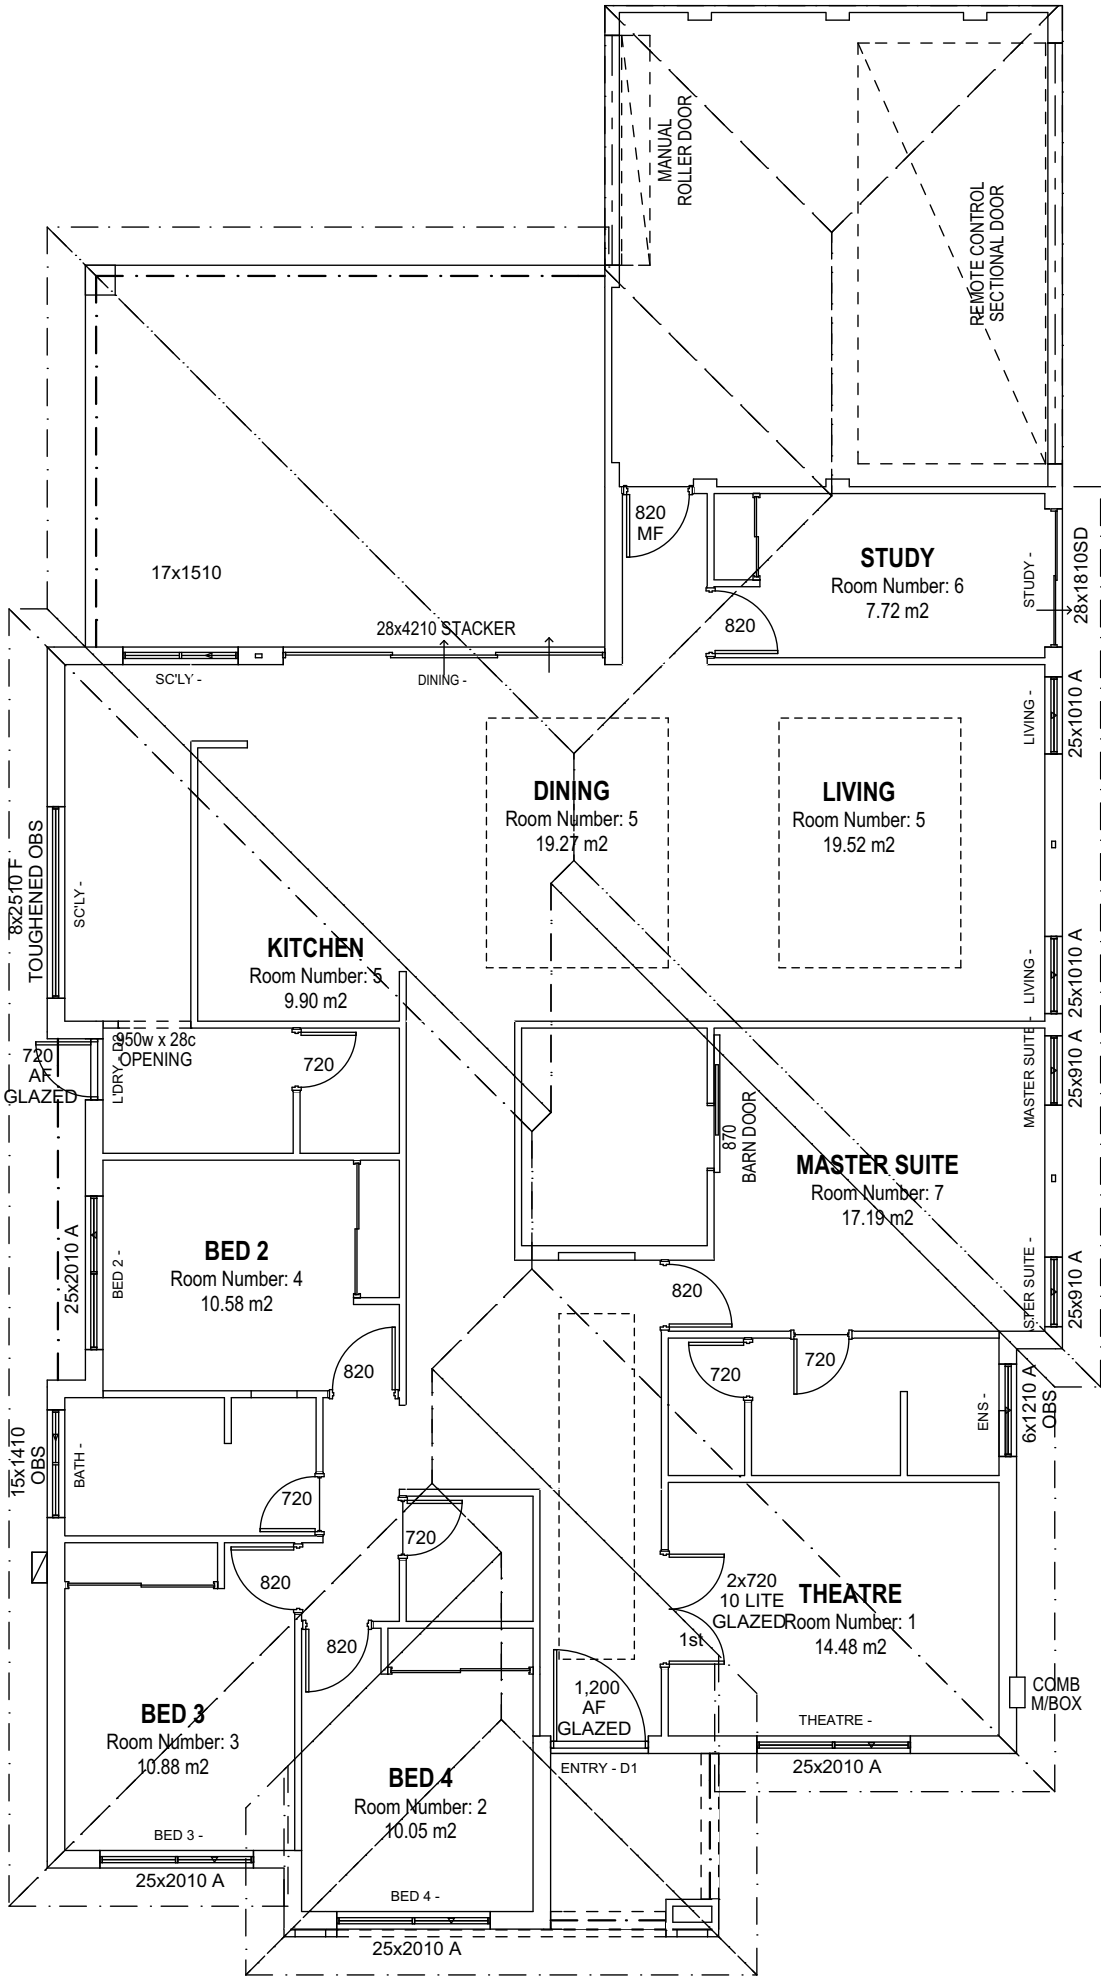 MANUAL
ROLLER DOOR
REMOTE CONTROL
SECTIONAL DOOR
820
MF
STUDY
Room Number: 6
7.72 m2
STUDY -
28x1810SD
820
17x1510
28x4210 STACKER
SC'LY -
DINING -
LIVING -
25x1010 A
DINING
Room Number: 5
19.27 m2
LIVING
Room Number: 5
19.52 m2
8x2510 F
TOUGHENED OBS
SC'LY -
KITCHEN
Room Number: 5
9.90 m2
LIVING -
25x1010 A
950w x 28c
OPENING
720
AF
GLAZED
720
MASTER SUITE -
25x910 A
870
BARN DOOR
MASTER SUITE
Room Number: 7
17.19 m2
BED 2
Room Number: 4
10.58 m2
25x2010 A
BED 2 -
820
25x910 A
820
720
720
ENS -
6x1210 A
OBS
15x1410
OBS
BATH -
720
720
820
2x720
10 LITE
GLAZED
THEATRE
Room Number: 1
14.48 m2
1st
820
1,200
AF
GLAZED
COMB
M/BOX
BED 3
Room Number: 3
10.88 m2
THEATRE -
25x2010 A
ENTRY - D1
BED 4
Room Number: 2
10.05 m2
BED 3 -
25x2010 A
BED 4 -
25x2010 A